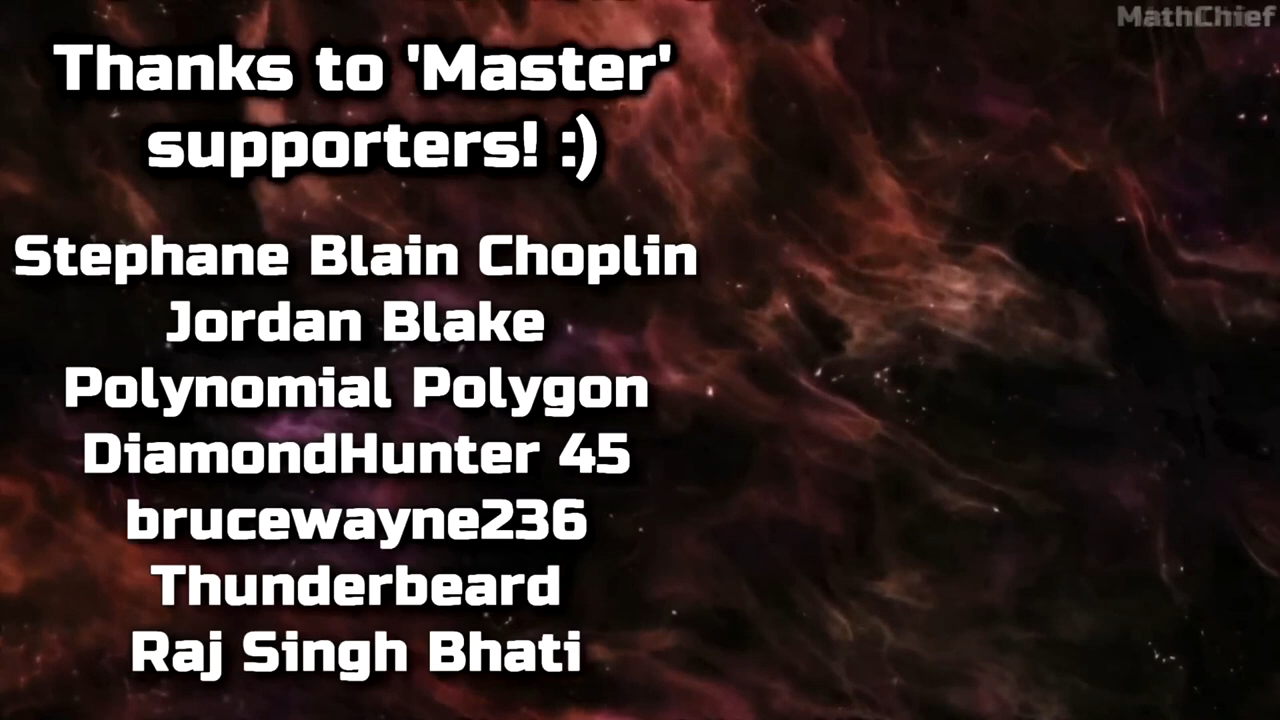 MathChief
Thanks to 'Master'
supporters! :)
Stephane Blain Choplin
Jordan Blake
Polynomial Polygon
DiamondHunter 45
brucewayne236
Thunderbeard
Raj Singh Bhati